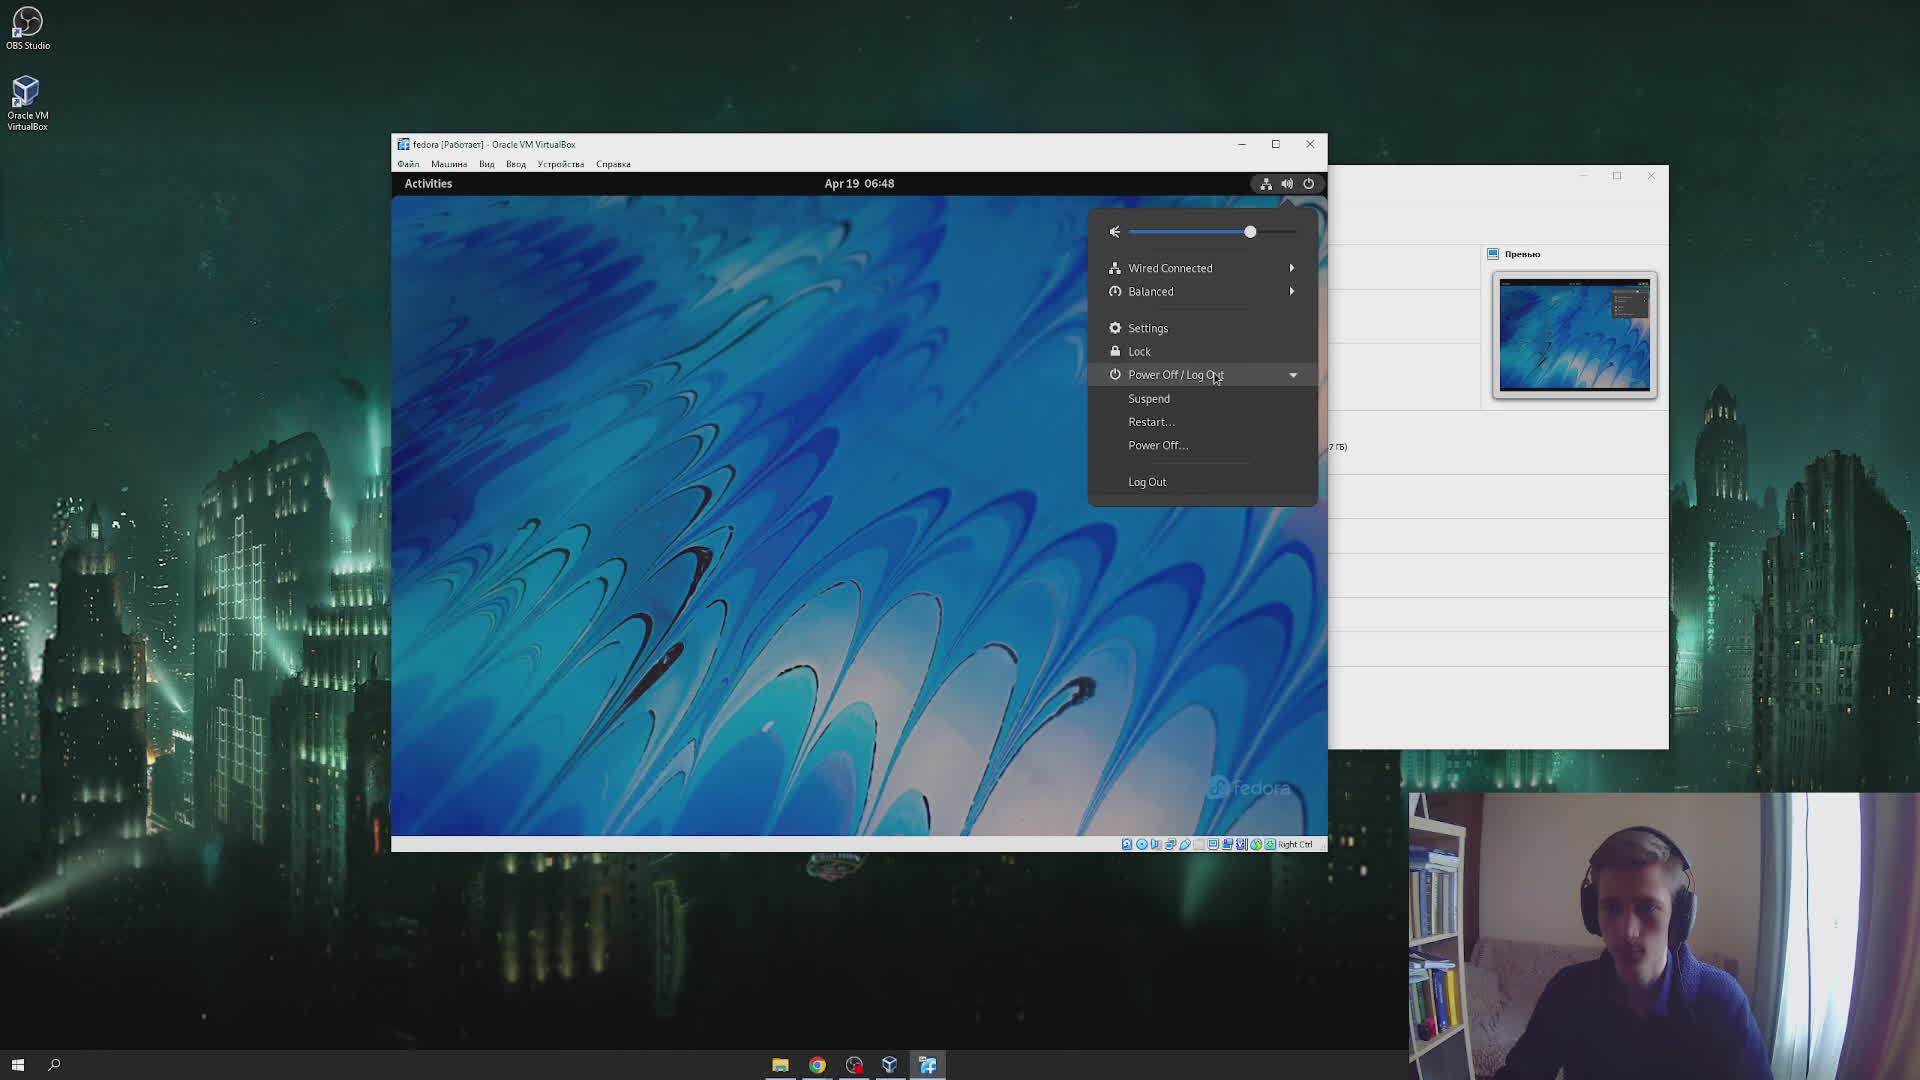 OBS Studio
Oracle VM
VirtualBox
fedora [Работает] - Oracle VM VirtualBox
Файл Машина Вид Ввод Устройства Справка
Activities
Apr 19 06:48
Wired Connected
Balanced
Settings
Lock
Power Off / Log Out
Suspend
Restart...
Power Off...
Log Out
Превью
7 ГБ)
fedora
Right Ctrl